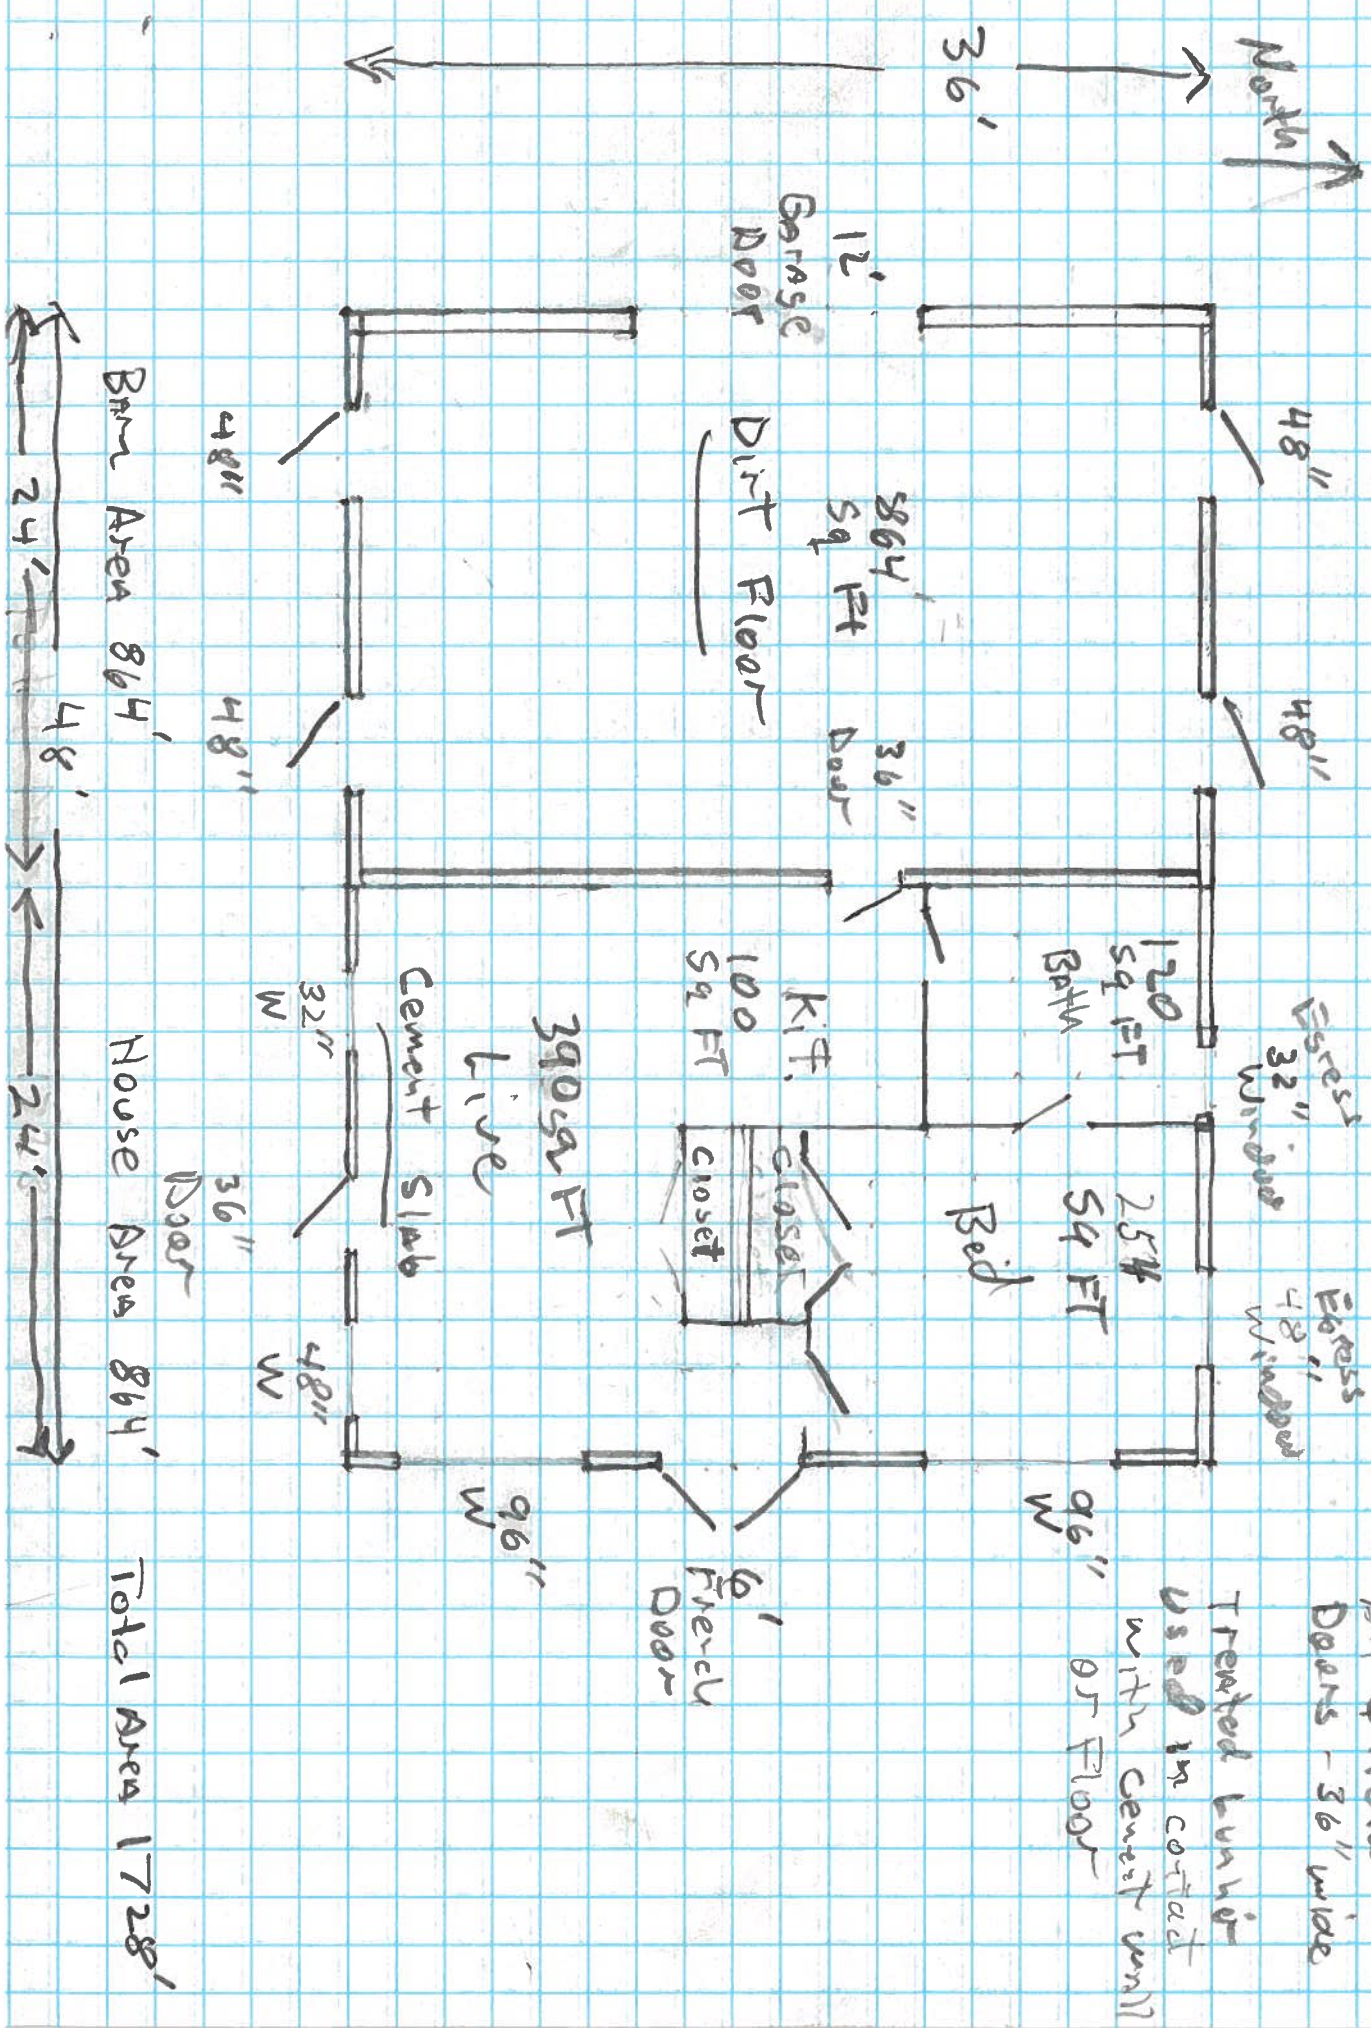 North
36'
12'
Garage
Door
48"
48"
864
Sq Ft
Dirt Floor
36"
Door
48"
48"
Barn Area 864'
48'
24'
24'
Egress
32"
Window
Egress
48"
Window
120
Sq FT
Bath
254
Sq FT
Bed
Kit.
100
Sq FT
Closet
Closet
390 Sq FT
Live
Cement Slab
32"
W
36"
Door
48"
W
96"
W
96"
W
6'
French
Door
House Area 864'
Total Area 1728'
Doors - 36" wide
Treated
used in contact
with cement wall
or Floor